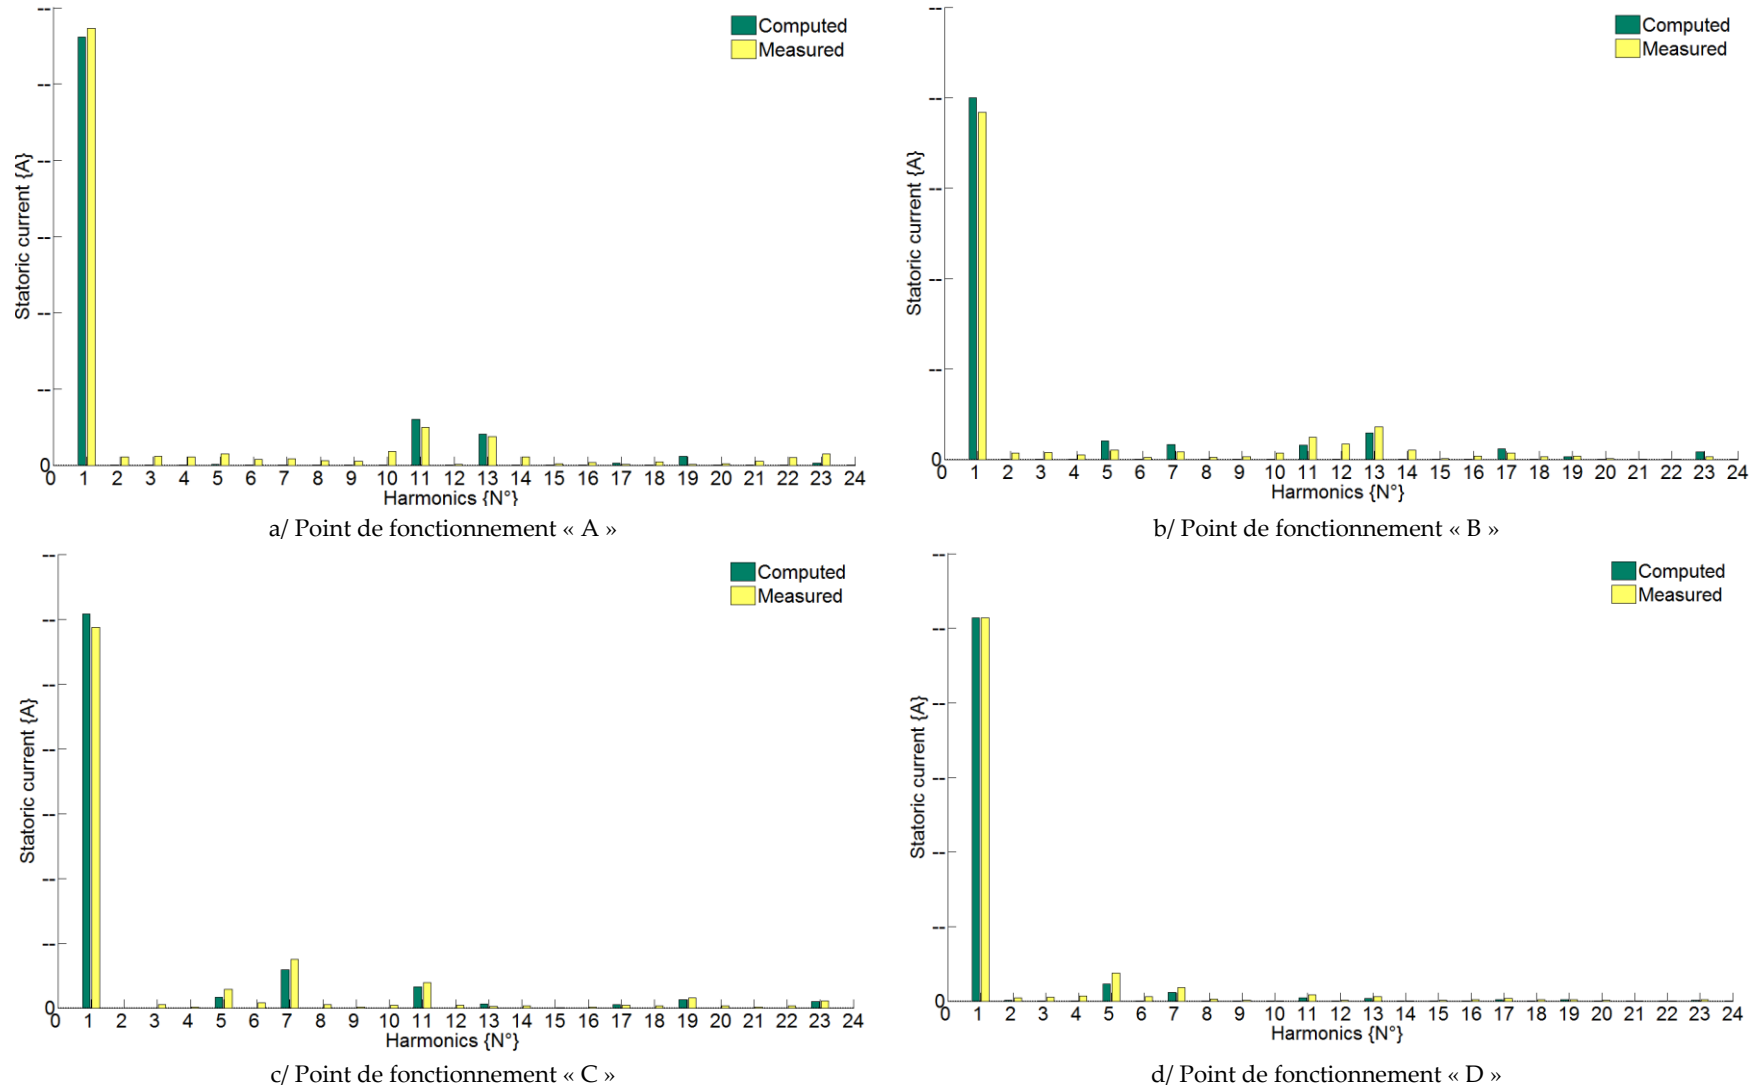 --
Computed
Measured
--
--
--
--
--
0
Statoric current {A}
0 1 2 3 4 5 6 7 8 9 10 11 12 13 14 15 16 17 18 19 20 21 22 23 24
Harmonics {N°}
a/ Point de fonctionnement « A »
--
Computed
Measured
--
--
--
--
0
Statoric current {A}
0 1 2 3 4 5 6 7 8 9 10 11 12 13 14 15 16 17 18 19 20 21 22 23 24
Harmonics {N°}
b/ Point de fonctionnement « B »
--
Computed
Measured
--
--
--
--
--
--
0
Statoric current {A}
0 1 2 3 4 5 6 7 8 9 10 11 12 13 14 15 16 17 18 19 20 21 22 23 24
Harmonics {N°}
c/ Point de fonctionnement « C »
--
Computed
Measured
--
--
--
--
--
0
Statoric current {A}
0 1 2 3 4 5 6 7 8 9 10 11 12 13 14 15 16 17 18 19 20 21 22 23 24
Harmonics {N°}
d/ Point de fonctionnement « D »